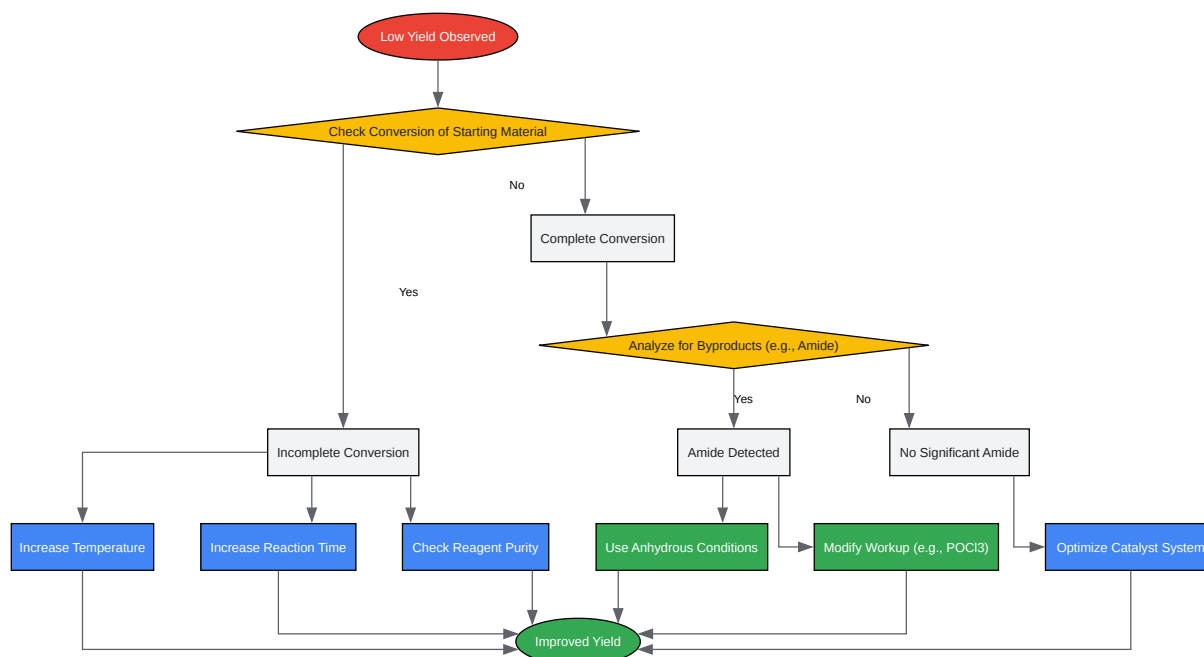 Low Yield Observed
Check Conversion of Starting Material
No
Complete Conversion
Yes
Analyze for Byproducts (e.g., Amide)
Yes
No
Incomplete Conversion
Amide Detected
No Significant Amide
Increase Temperature
Increase Reaction Time
Check Reagent Purity
Use Anhydrous Conditions
Modify Workup (e.g., POCl3)
Optimize Catalyst System
Improved Yield